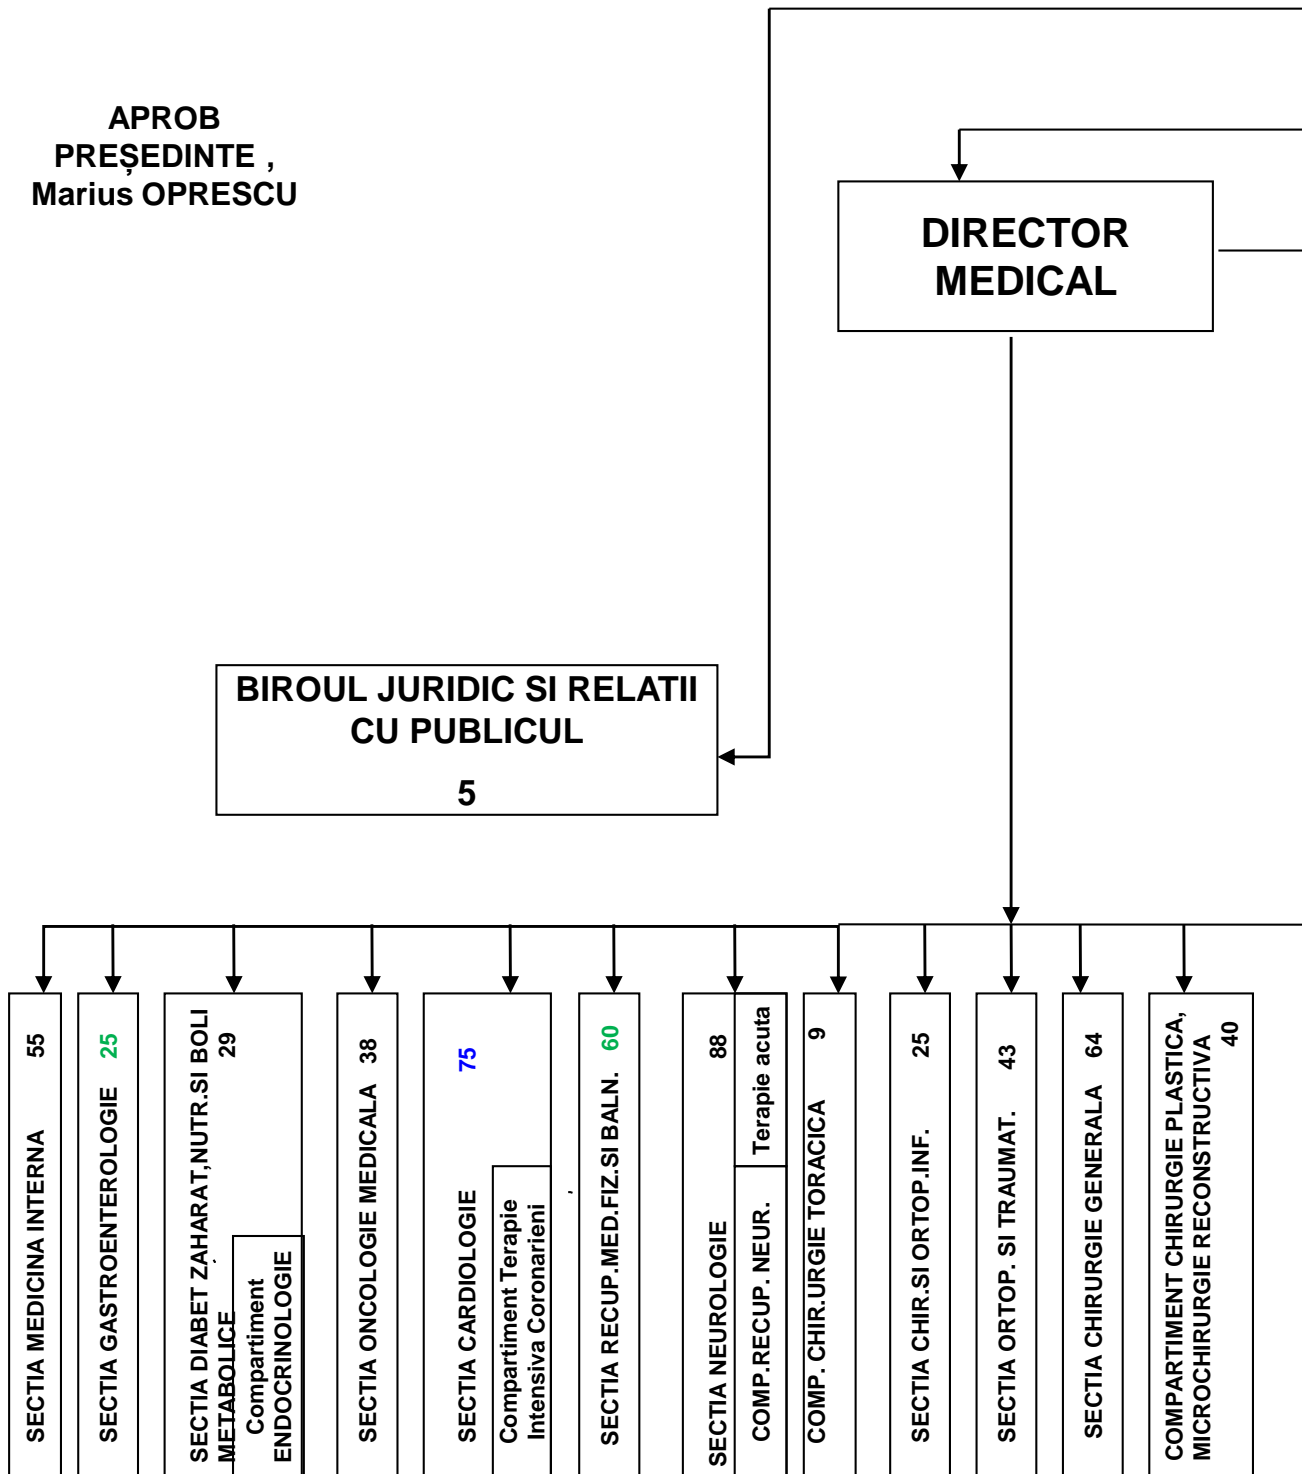 APROB
PREȘEDINTE ,
Marius OPRESCU
DIRECTOR
MEDICAL
BIROUL JURIDIC SI RELATII
CU PUBLICUL
5
SECTIA MEDICINA INTERNA 55
SECTIA GASTROENTEROLOGIE 25
SECTIA DIABET ZAHARAT,NUTR.SI BOLI
METABOLICE 29
Compartiment
ENDOCRINOLOGIE
SECTIA ONCOLOGIE MEDICALA 38
SECTIA CARDIOLOGIE 75
Compartiment Terapie
Intensiva Coronarieni
SECTIA RECUP.MED.FIZ.SI BALN. 60
SECTIA NEUROLOGIE 88
COMP.RECUP. NEUR.
Terapie acuta
COMP. CHIR.URGIE TORACICA 9
SECTIA CHIR.SI ORTOP.INF. 25
SECTIA ORTOP. SI TRAUMAT. 43
SECTIA CHIRURGIE GENERALA 64
COMPARTIMENT CHIRURGIE PLASTICA,
MICROCHIRURGIE RECONSTRUCTIVA
40